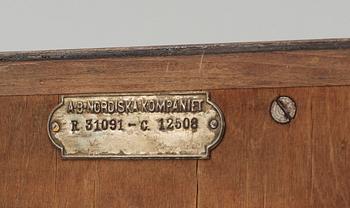 A.B. NORDISKA KOMPANIET
R 31091 - C. 12508